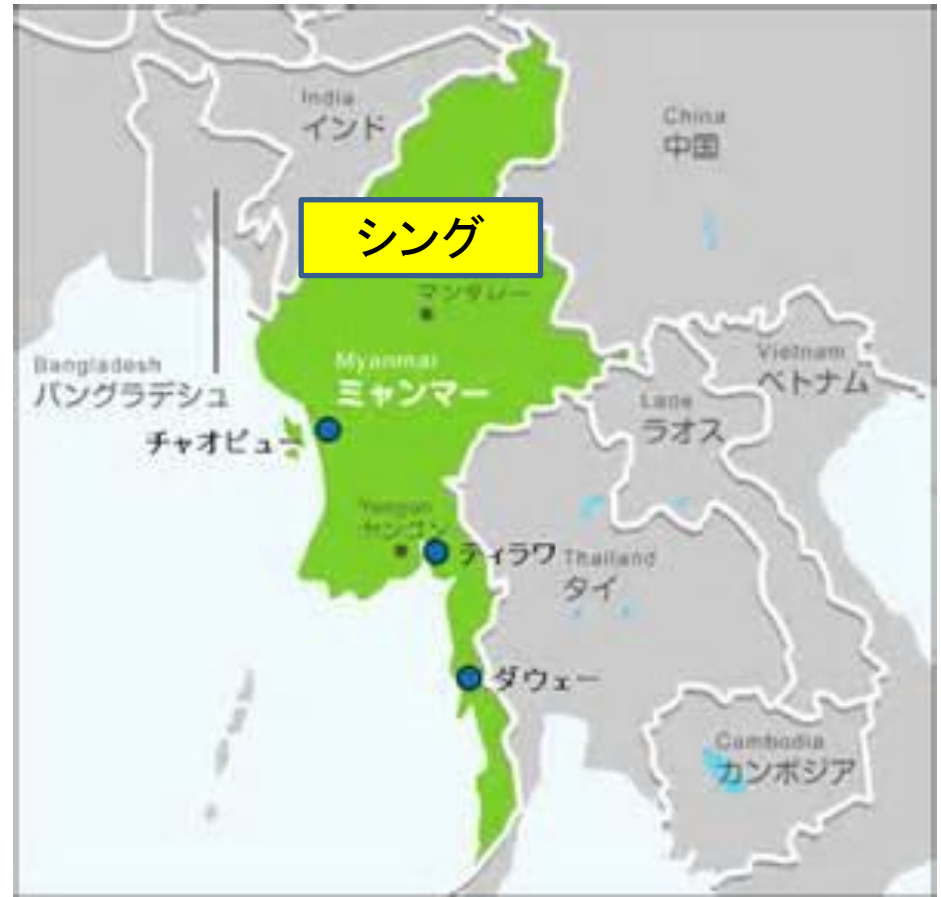 India
インド
China
中国
シング
マンダレー
Bangladesh
バングラデシュ
Myanmar
ミャンマー
Vietnam
ベトナム
Laos
ラオス
チャオピュー
Yangon
ヤンゴン
ティラワ
Thailand
タイ
ダウェー
Cambodia
カンボジア